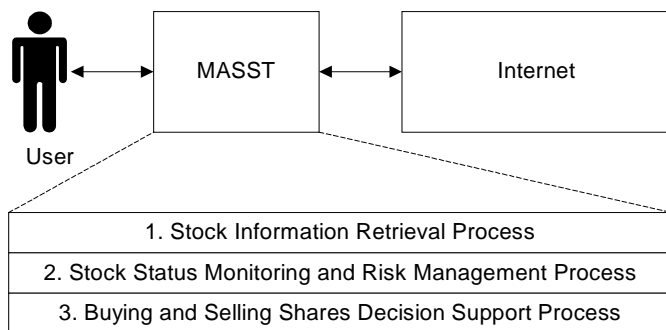 MASST
Internet
User
1. Stock Information Retrieval Process
2. Stock Status Monitoring and Risk Management Process
3. Buying and Selling Shares Decision Support Process